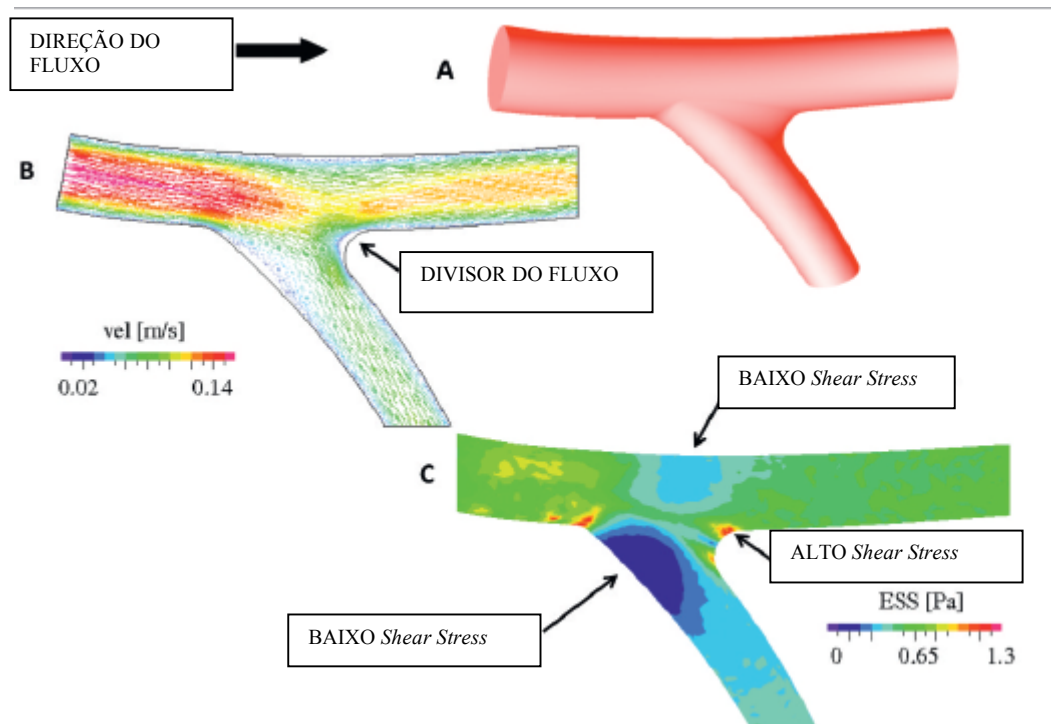 DIREÇÃO DO
FLUXO
A
B
DIVISOR DO FLUXO
vel [m/s]
0.02 0.14
BAIXO Shear Stress
C
ALTO Shear Stress
BAIXO Shear Stress
ESS [Pa]
0 0.65 1.3